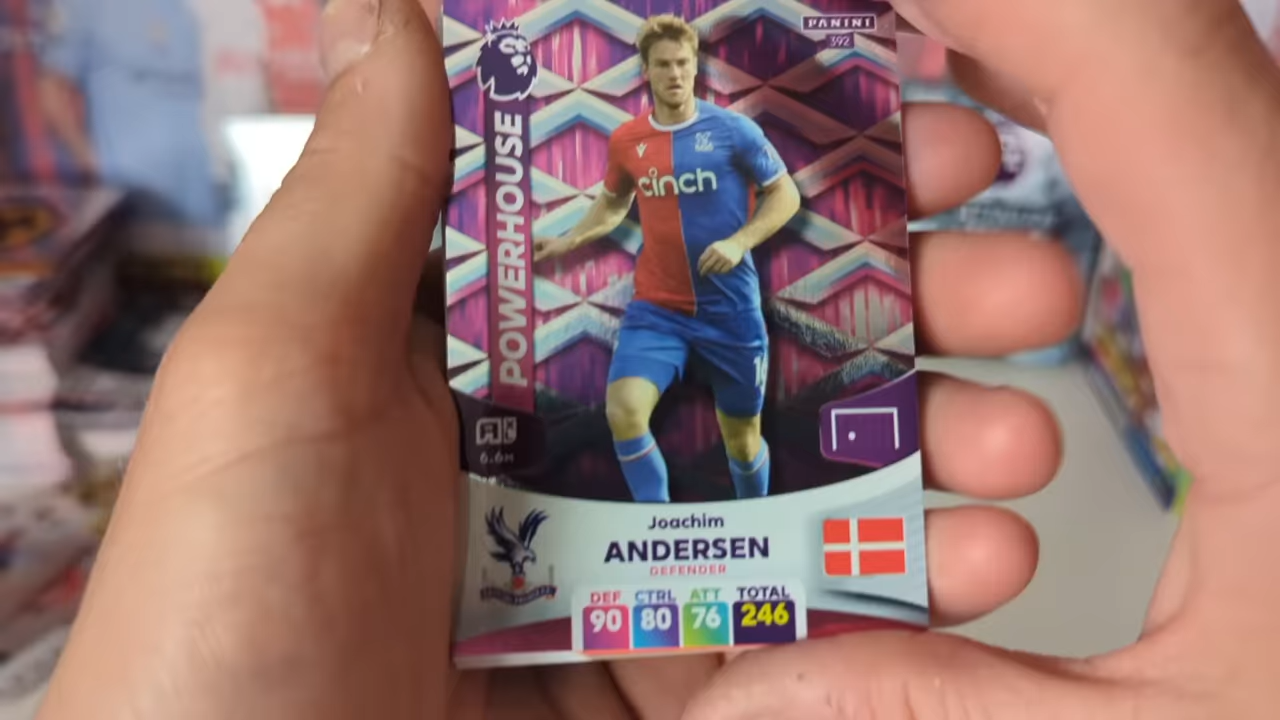 PANINI
392
POWERHOUSE
cinch
6.6M
Joachim
ANDERSEN
DEFENDER
DEF CTRL ATT TOTAL
90 80 76 246